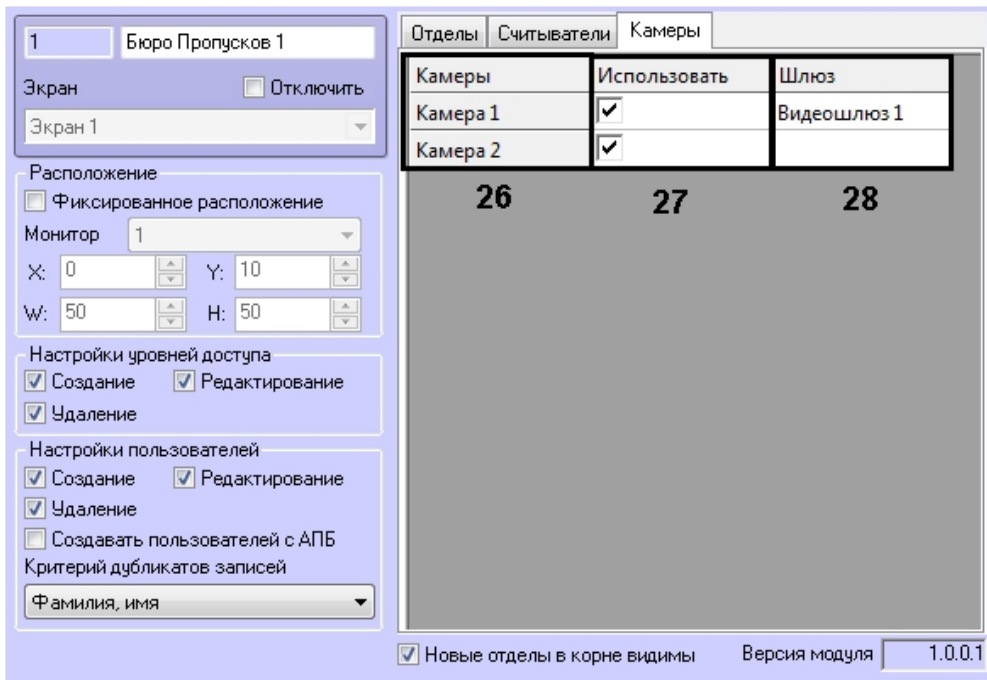 1 Бюро Пропусков 1
Экран Отключить
Экран 1
Расположение
Фиксированное расположение
Монитор 1
X: 0 Y: 10
W: 50 H: 50
Настройки уровней доступа
Создание Редактирование
Удаление
Настройки пользователей
Создание Редактирование
Удаление
Создавать пользователей с АПБ
Критерий дубликатов записей
Фамилия, имя
Отделы Считыватели Камеры
Камеры Использовать Шлюз
Камера 1 Видеошлюз 1
Камера 2
26 27 28
Новые отделы в корне видимы Версия модуля 1.0.0.1